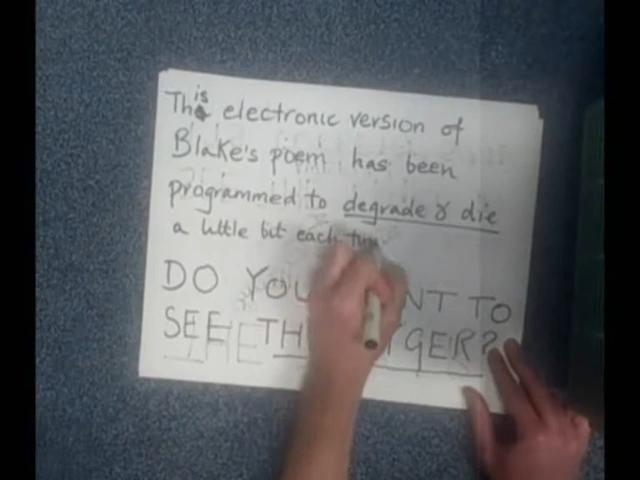 This electronic version of
Blake's poem has been
programmed to degrade & die
a little bit each
DO YOU TO
SEE